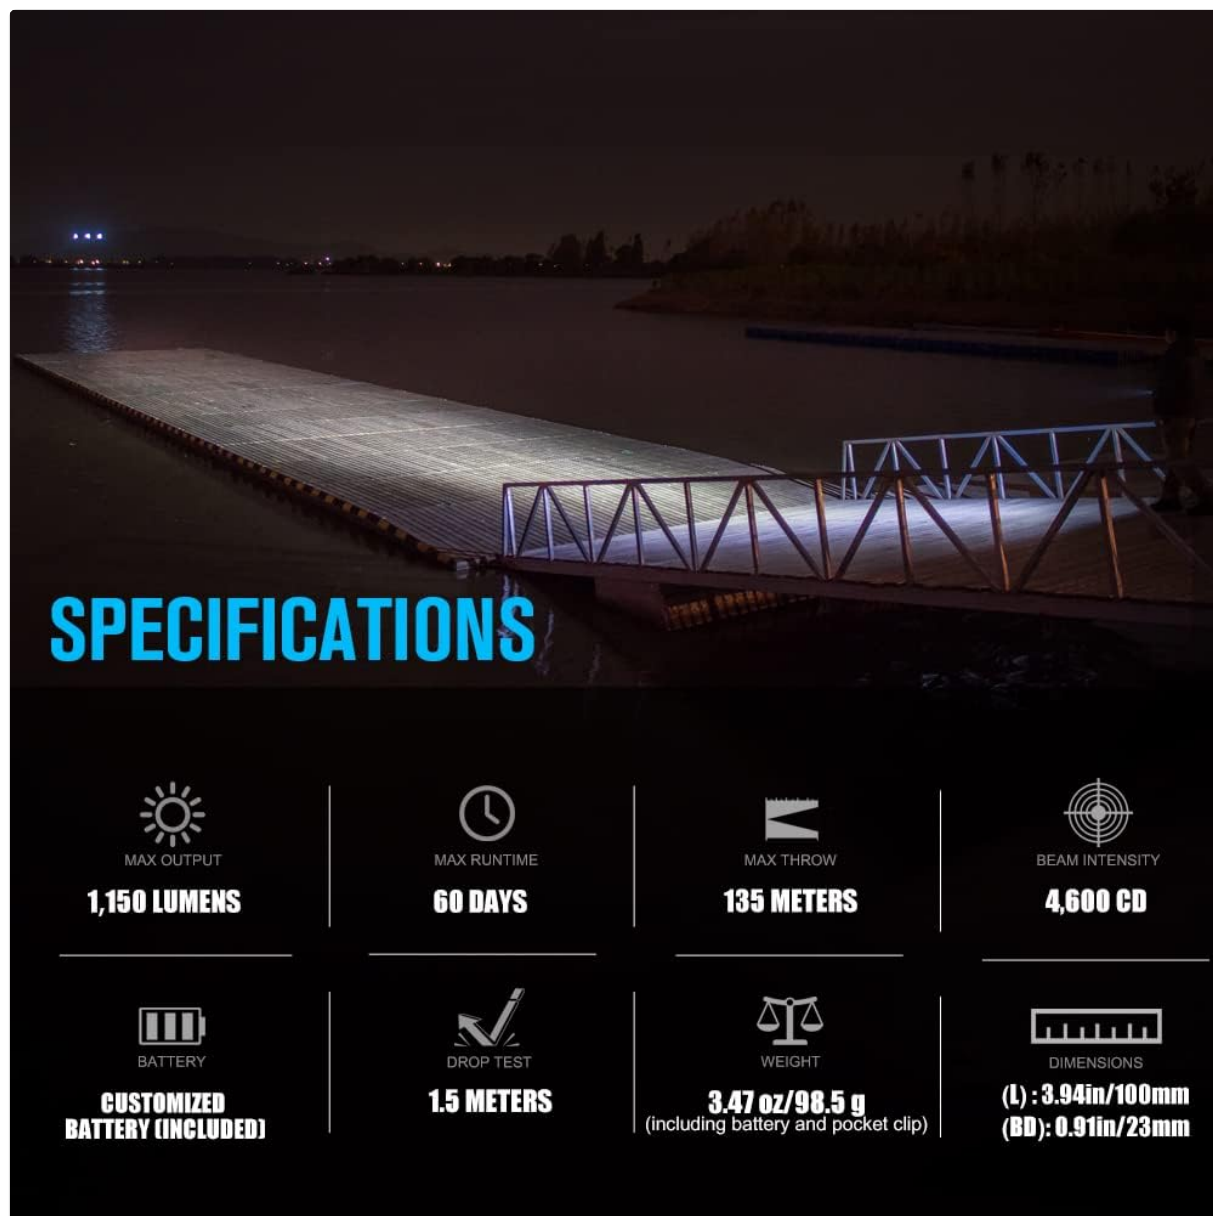 SPECIFICATIONS
MAX OUTPUT
1,150 LUMENS
MAX RUNTIME
60 DAYS
MAX THROW
135 METERS
BEAM INTENSITY
4,600 CD
BATTERY
CUSTOMIZED
BATTERY (INCLUDED)
DROP TEST
1.5 METERS
WEIGHT
3.47 oz/98.5 g
(including battery and pocket clip)
DIMENSIONS
(L) : 3.94in/100mm
(BD): 0.91in/23mm